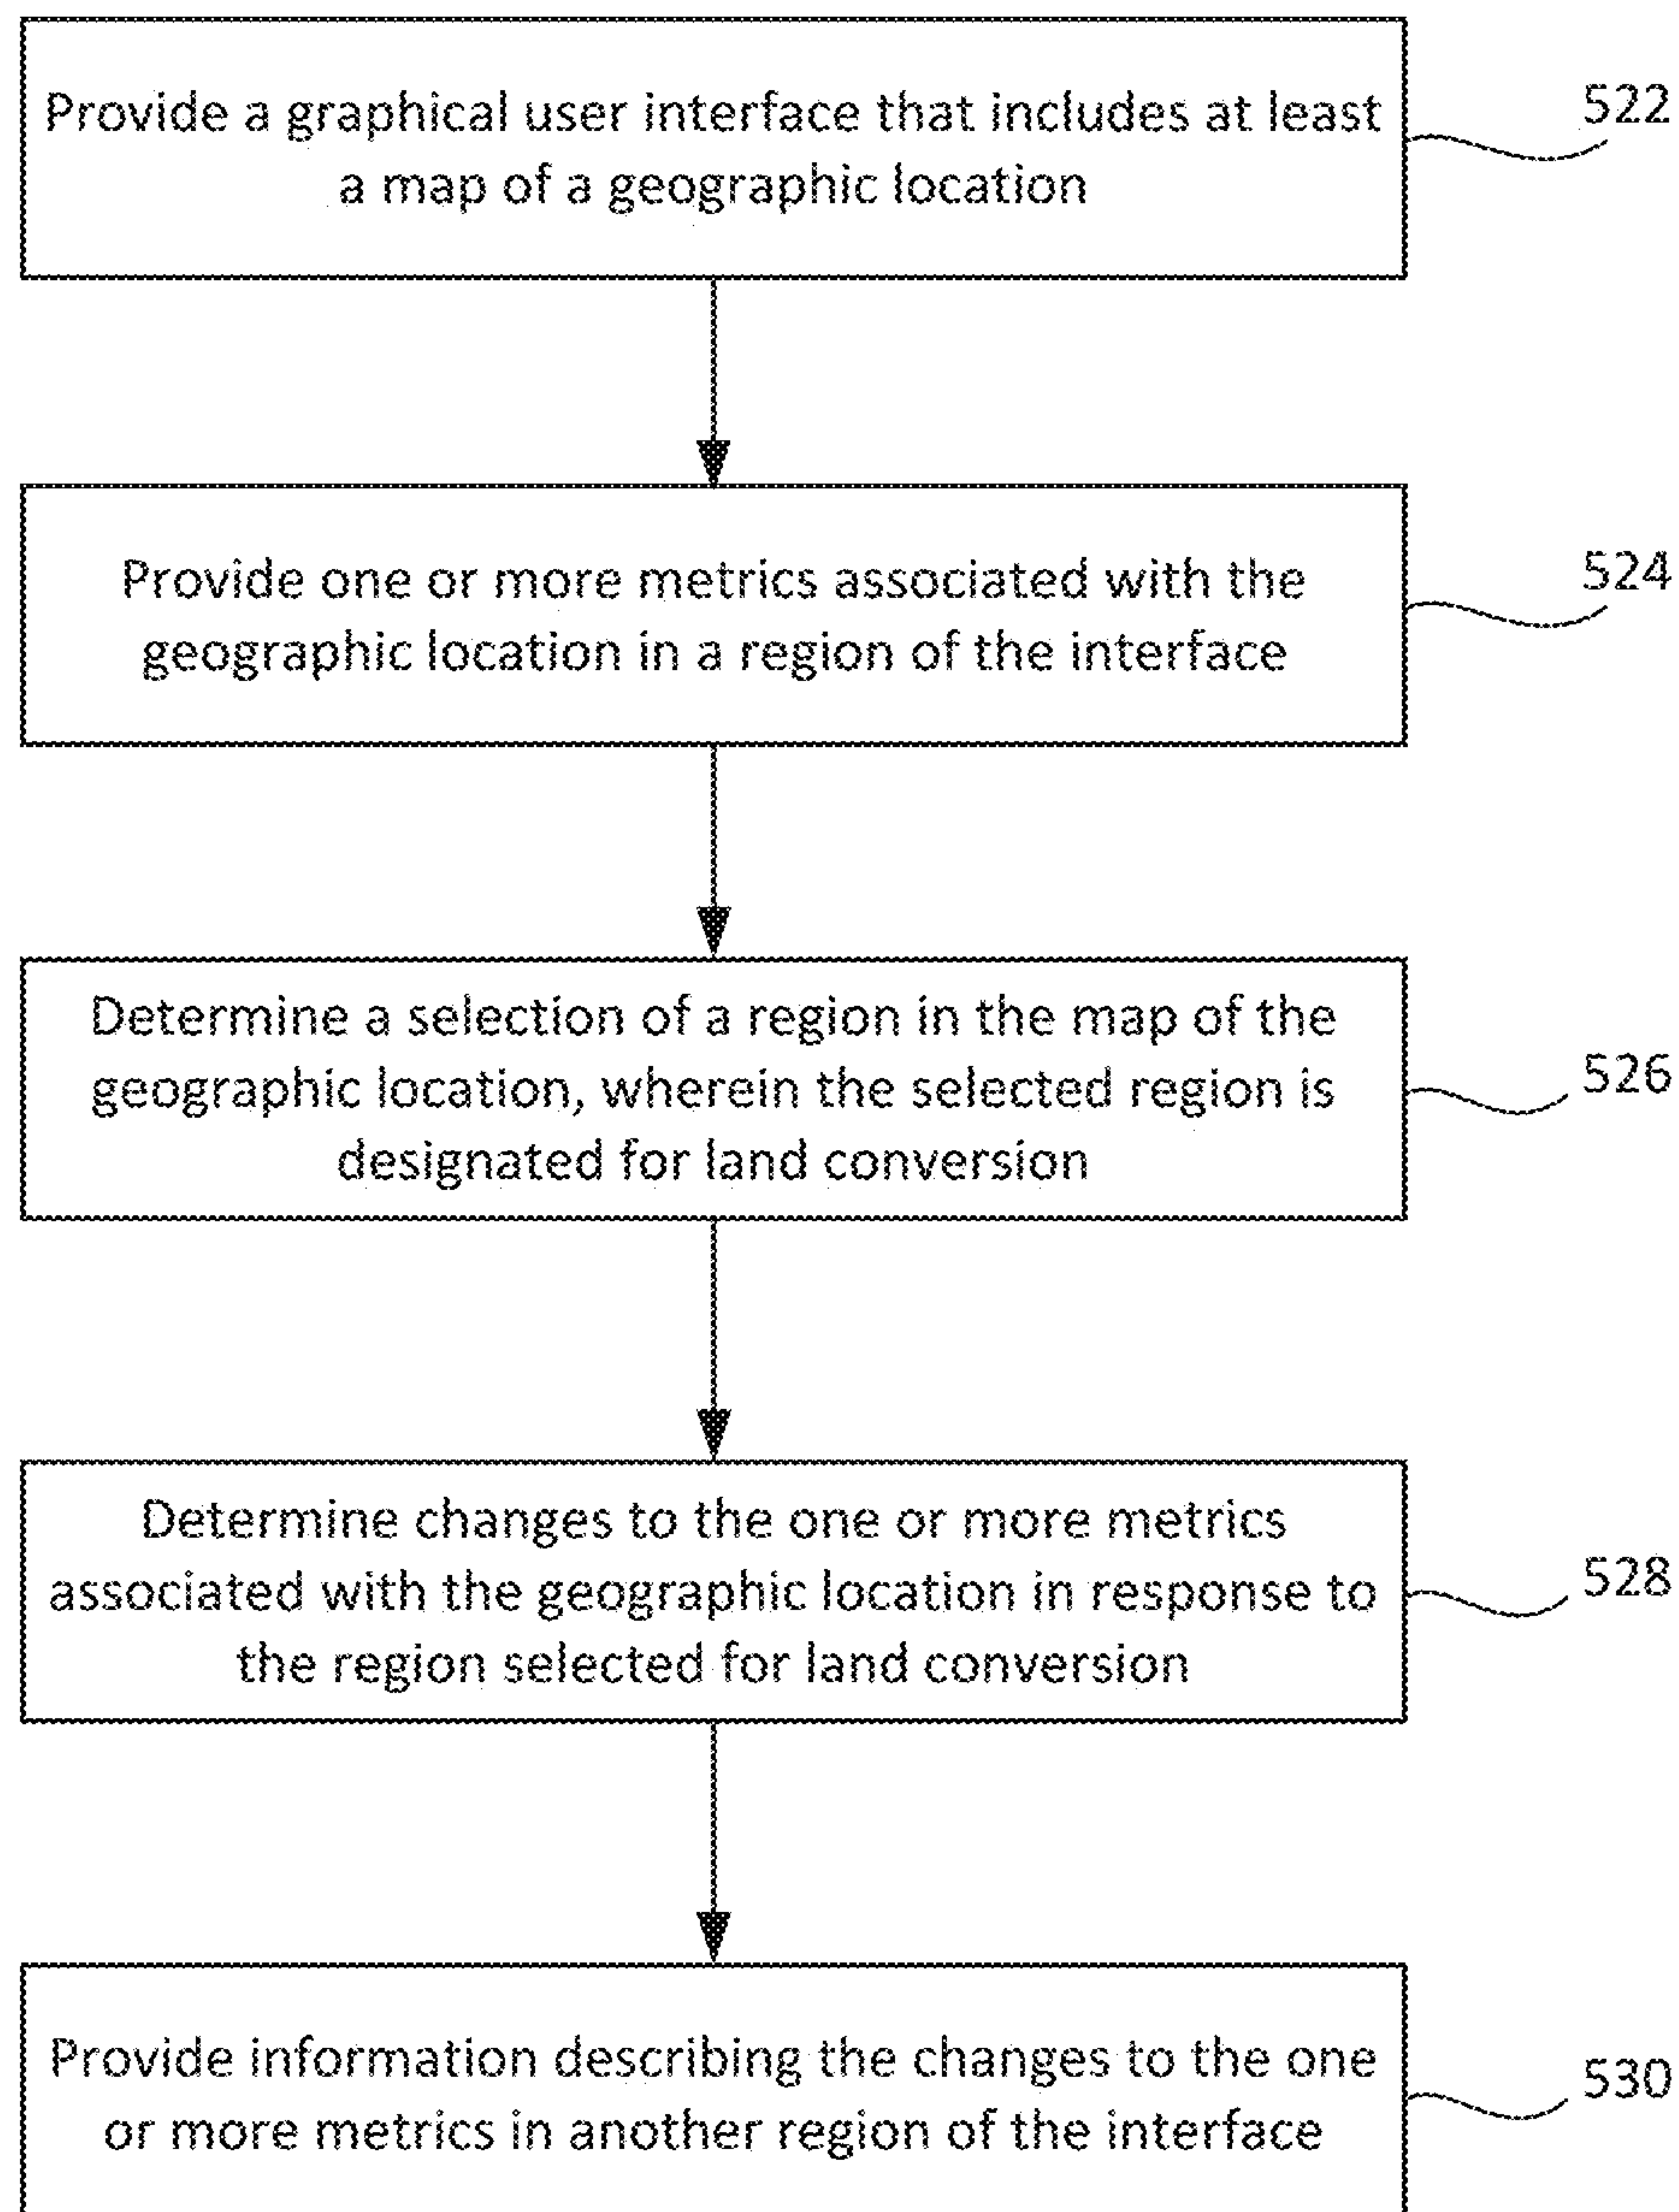 Provide a graphical user interface that includes at least
a map of a geographic location
522
Provide one or more metrics associated with the
geographic location in a region of the interface
524
Determine a selection of a region in the map of the
geographic location, wherein the selected region is
designated for land conversion
526
Determine changes to the one or more metrics
associated with the geographic location in response to
the region selected for land conversion
528
Provide information describing the changes to the one
or more metrics in another region of the interface
530